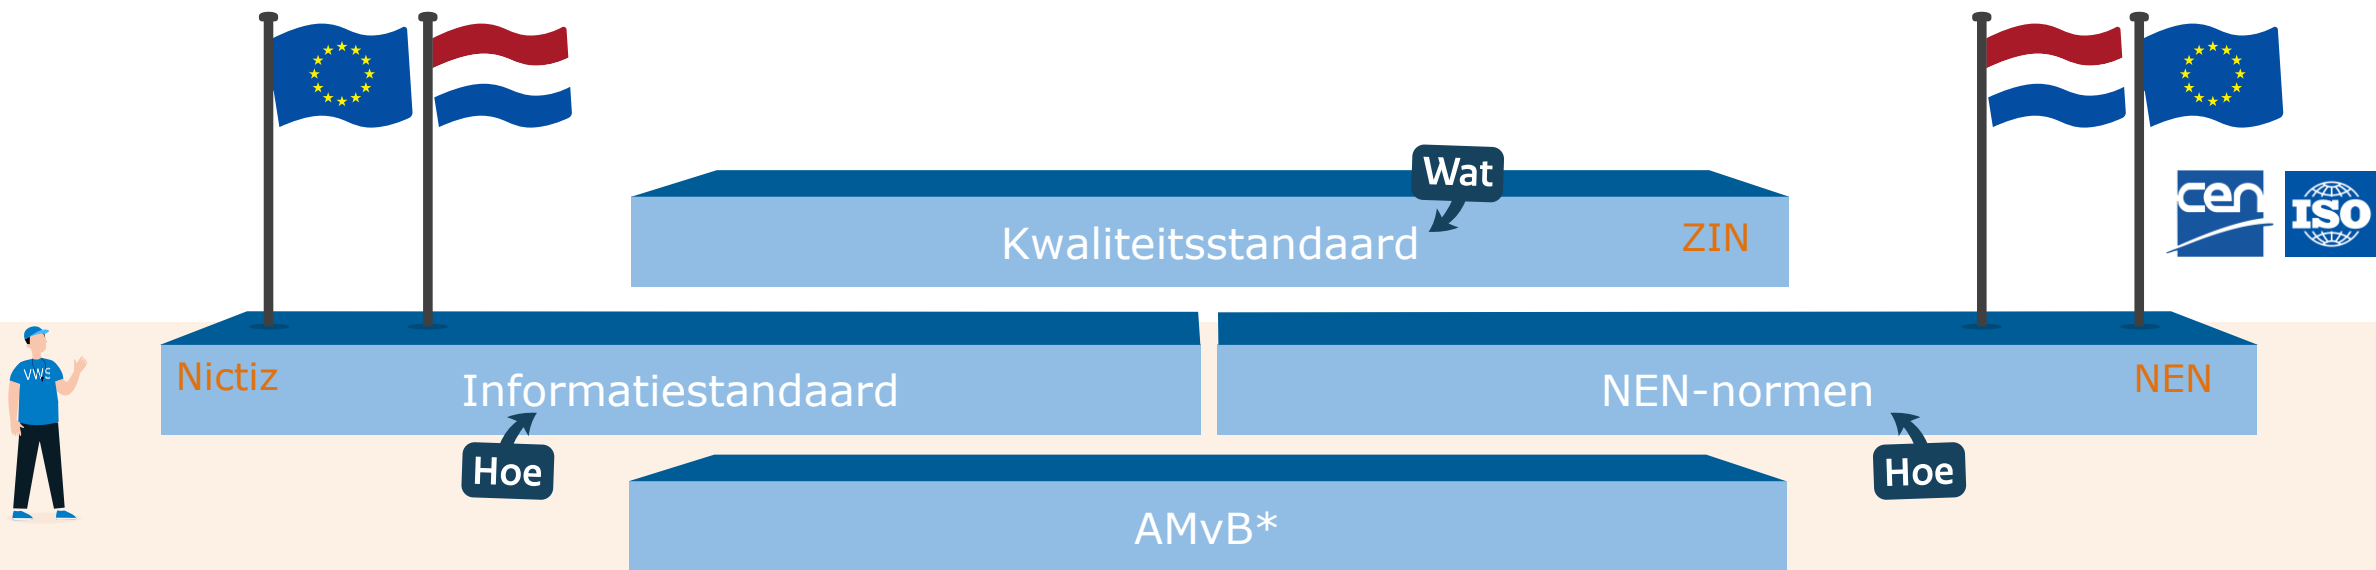 Wat
cen
ISO
Kwaliteitsstandaard
ZIN
VWS
Nictiz
Informatiestandaard
NEN-normen
NEN
Hoe
Hoe
AMvB*